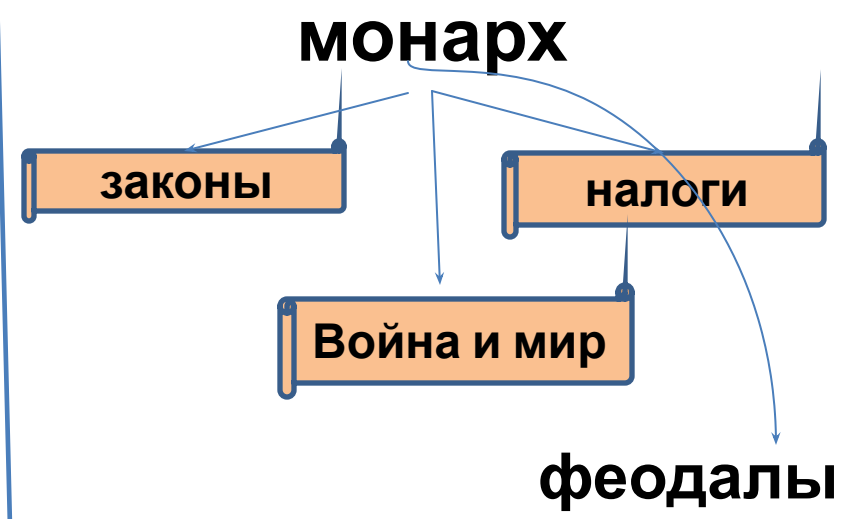 монарх
законы
налоги
Война и мир
феодалы